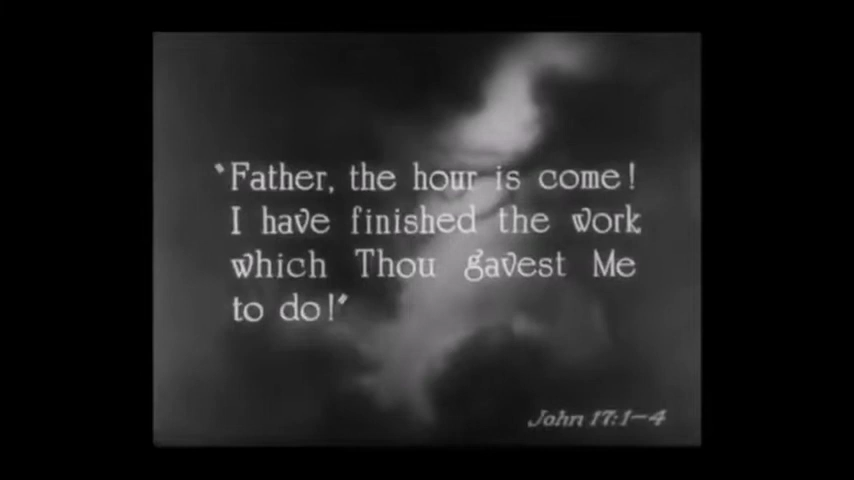 "Father, the hour is come!
I have finished the work
which Thou gavest Me
to do!"
John 17:1-4